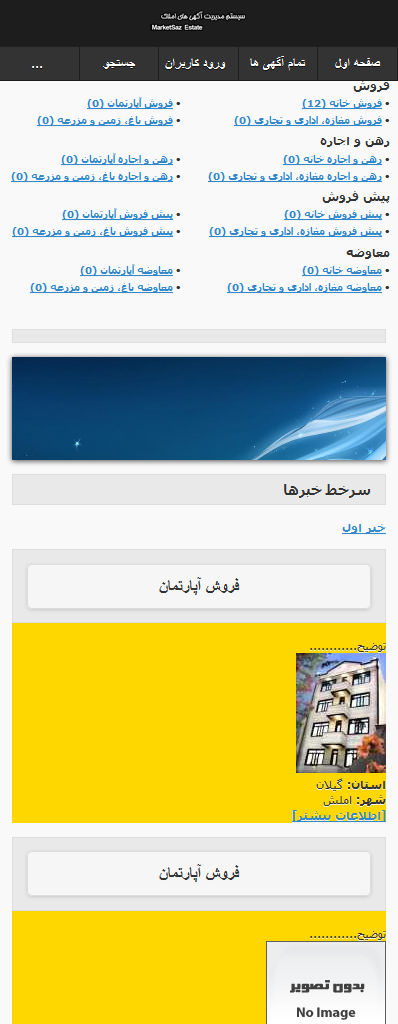 سیستم مدیریت آگهی های املاک
MarketSaz Estate
صفحه اول
تمام آگهی ها
ورود کاربران
جستجو
...
فروش
• فروش خانه (12)
• فروش آپارتمان (0)
• فروش مغازه، اداری و تجاری (0)
• فروش باغ، زمین و مزرعه (0)
رهن و اجاره
• رهن و اجاره خانه (0)
• رهن و اجاره آپارتمان (0)
• رهن و اجاره مغازه، اداری و تجاری (0)
• رهن و اجاره باغ، زمین و مزرعه (0)
پیش فروش
• پیش فروش خانه (0)
• پیش فروش آپارتمان (0)
• پیش فروش مغازه، اداری و تجاری (0)
• پیش فروش باغ، زمین و مزرعه (0)
معاوضه
• معاوضه خانه (0)
• معاوضه آپارتمان (0)
• معاوضه مغازه، اداری و تجاری (0)
• معاوضه باغ، زمین و مزرعه (0)
سرخط خبرها
خبر اول
فروش آپارتمان
توضیح............
استان: گیلان
شهر: املش
[اطلاعات بیشتر]
فروش آپارتمان
توضیح............
بدون تصویر
No Image